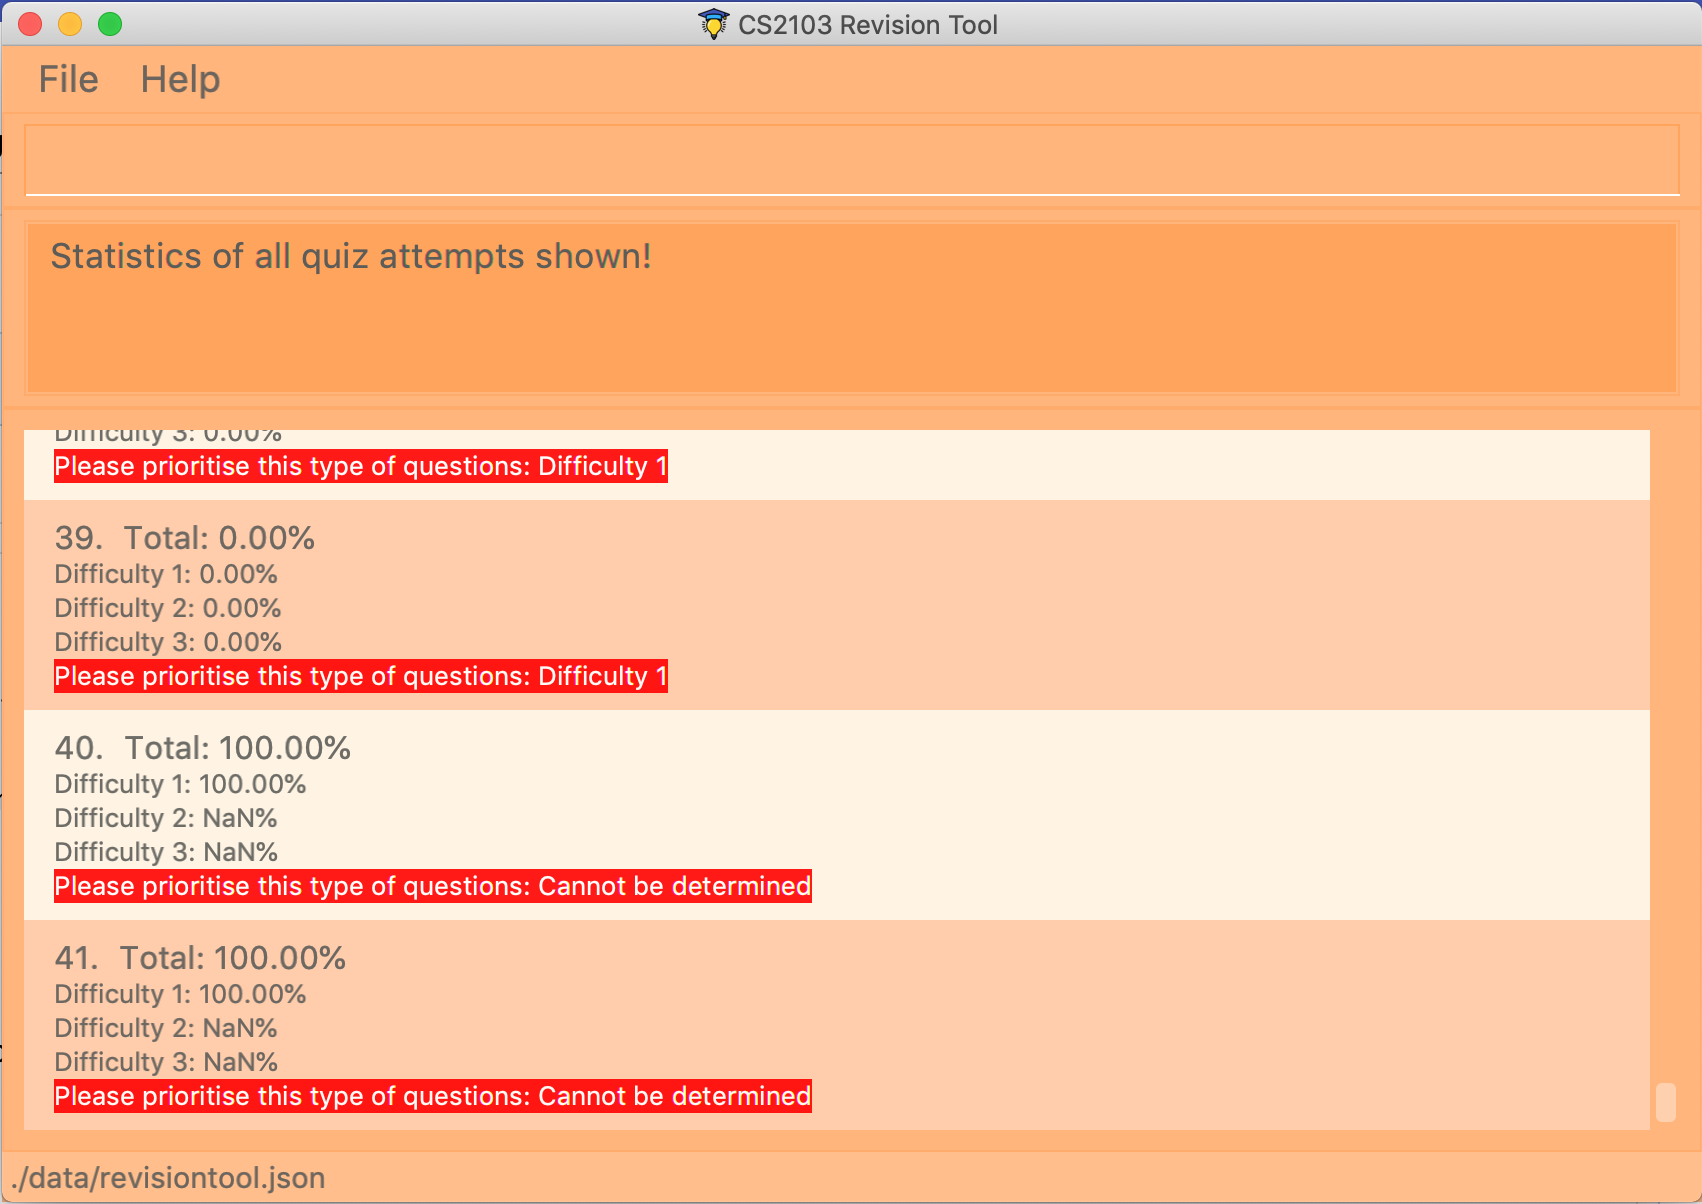 CS2103 Revision Tool
File Help
Statistics of all quiz attempts shown!
Difficulty 3: 0.00%
Please prioritise this type of questions: Difficulty 1
39. Total: 0.00%
Difficulty 1: 0.00%
Difficulty 2: 0.00%
Difficulty 3: 0.00%
Please prioritise this type of questions: Difficulty 1
40. Total: 100.00%
Difficulty 1: 100.00%
Difficulty 2: NaN%
Difficulty 3: NaN%
Please prioritise this type of questions: Cannot be determined
41. Total: 100.00%
Difficulty 1: 100.00%
Difficulty 2: NaN%
Difficulty 3: NaN%
Please prioritise this type of questions: Cannot be determined
./data/revisiontool.json